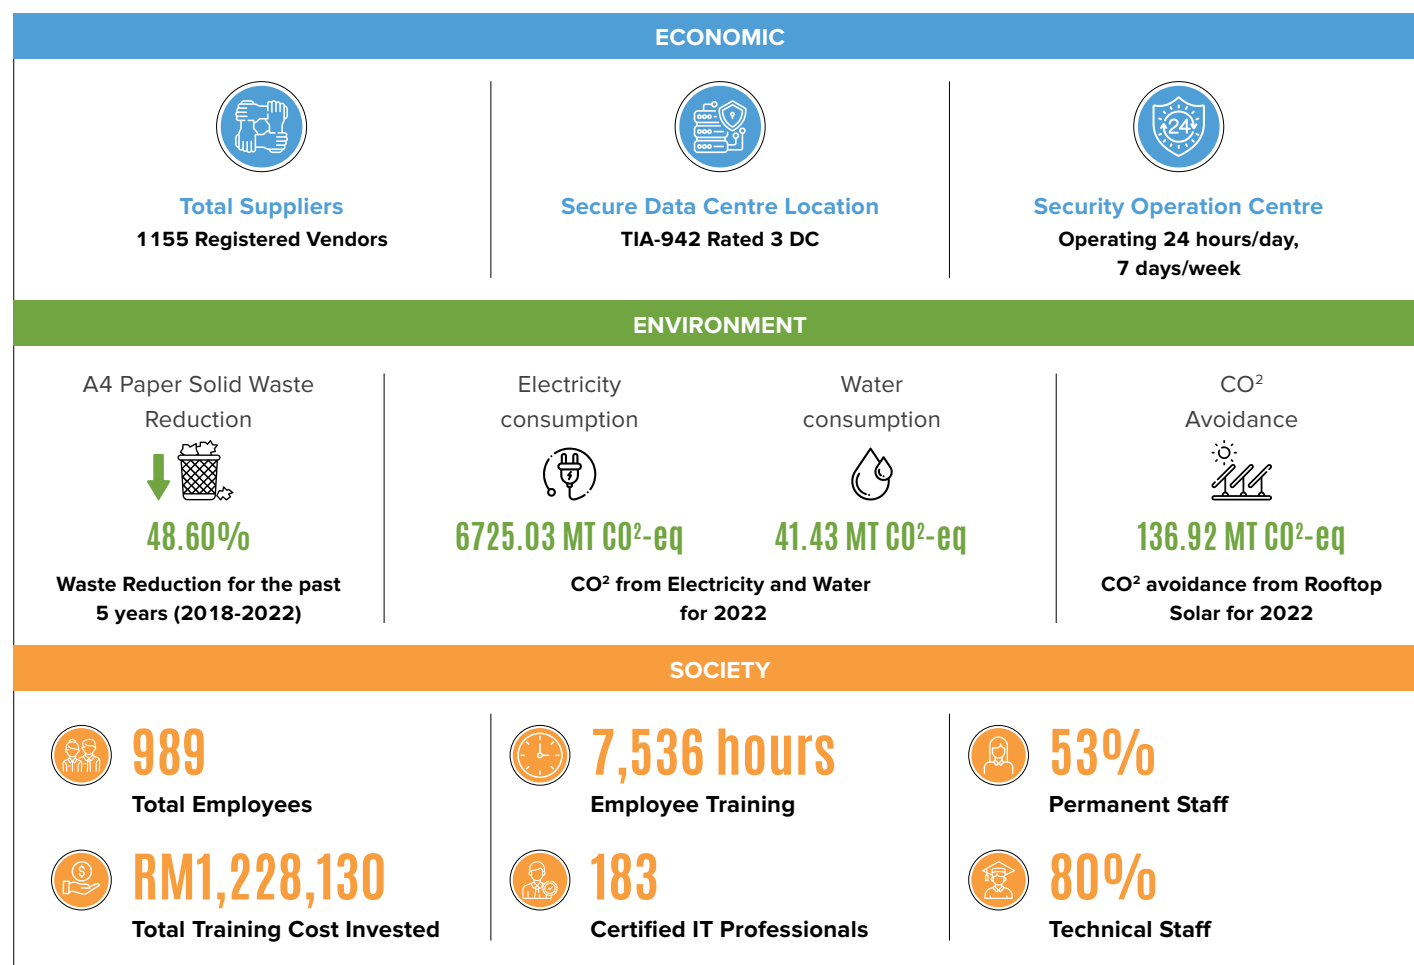 ECONOMIC
24
Total Suppliers
1155 Registered Vendors
Secure Data Centre Location
TIA-942 Rated 3 DC
Security Operation Centre
Operating 24 hours/day,
7 days/week
ENVIRONMENT
A4 Paper Solid Waste
Reduction
48.60%
Waste Reduction for the past
5 years (2018-2022)
Electricity
consumption
6725.03 MT CO²-eq
Water
consumption
41.43 MT CO²-eq
CO² from Electricity and Water
for 2022
CO²
Avoidance
136.92 MT CO²-eq
CO² avoidance from Rooftop
Solar for 2022
SOCIETY
989
Total Employees
7,536 hours
Employee Training
53%
Permanent Staff
$
RM1,228,130
Total Training Cost Invested
183
Certified IT Professionals
80%
Technical Staff